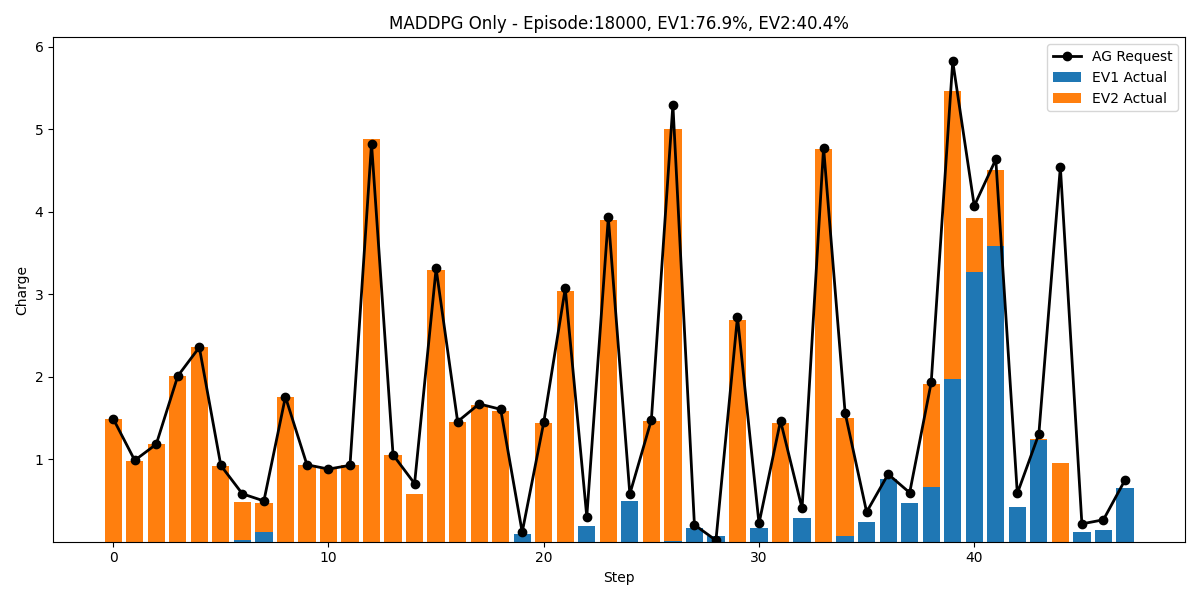 MADDPG Only - Episode:18000, EV1:76.9%, EV2:40.4%
AG Request
EV1 Actual
EV2 Actual
Charge
6
5
4
3
2
1
0 10 20 30 40
Step